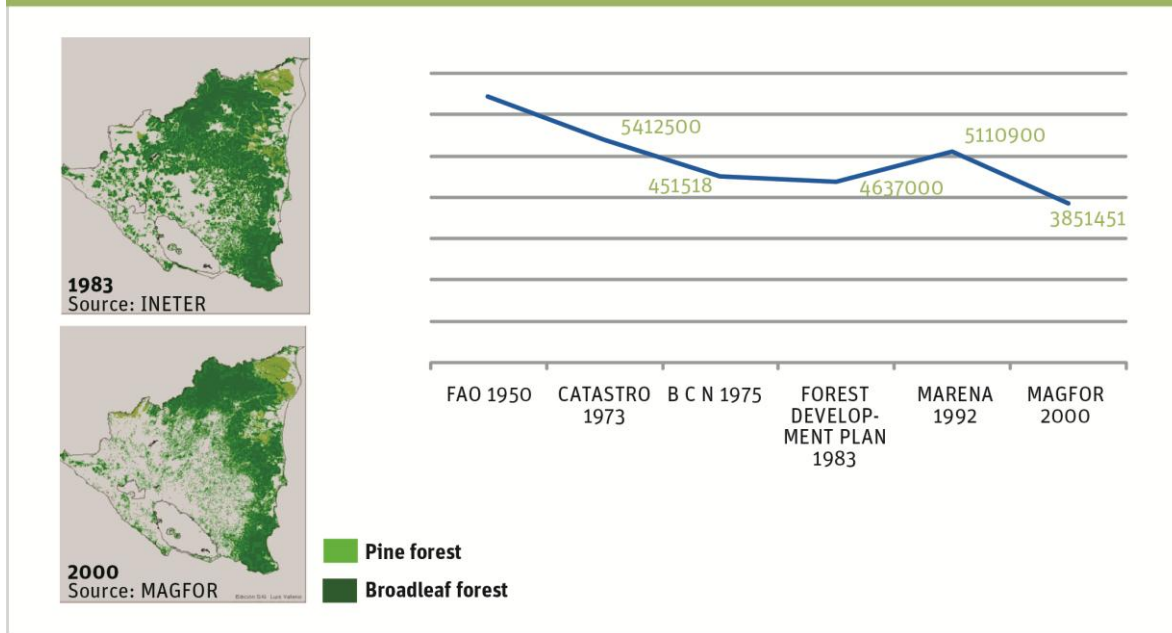 1983
Source: INETER
2000
Source: MAGFOR
Pine forest
Broadleaf forest
5412500
451518
4637000
5110900
3851451
FAO 1950
CATASTRO
1973
B C N 1975
FOREST
DEVELOP-
MENT PLAN
1983
MARENA
1992
MAGFOR
2000